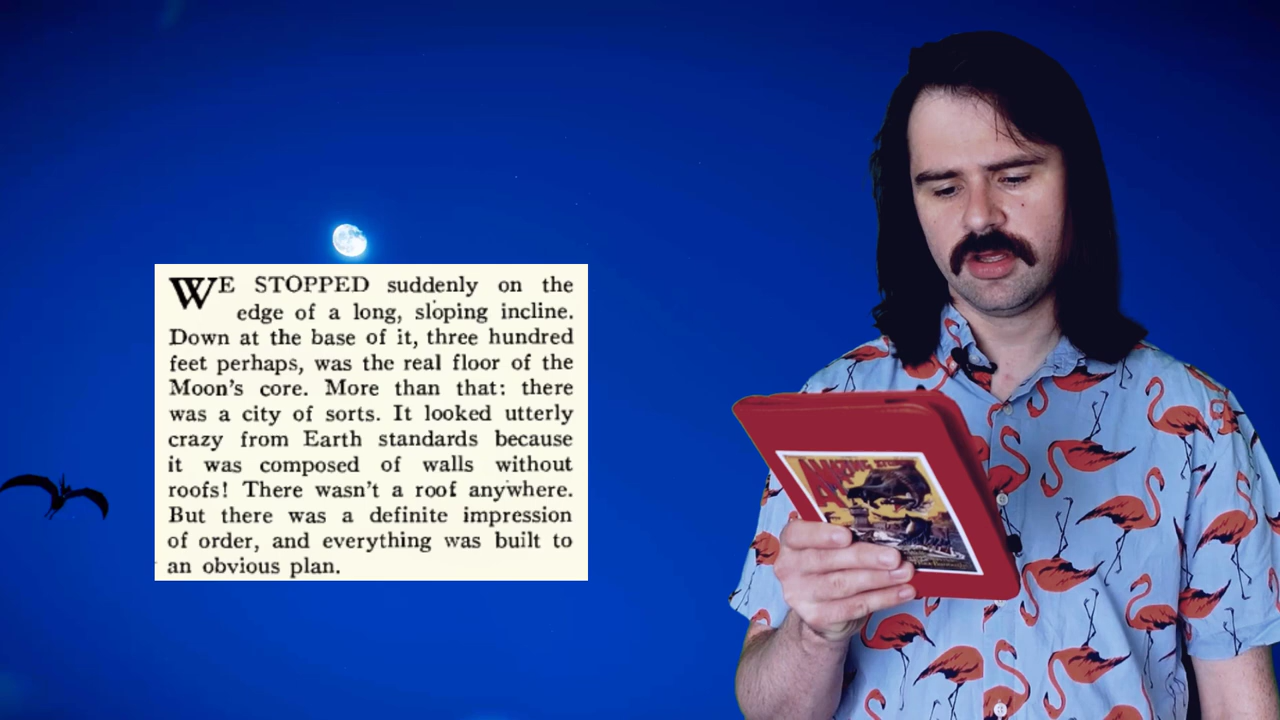 WE STOPPED suddenly on the
edge of a long, sloping incline.
Down at the base of it, three hundred
feet perhaps, was the real floor of the
Moon's core. More than that: there
was a city of sorts. It looked utterly
crazy from Earth standards because
it was composed of walls without
roofs! There wasn't a roof anywhere.
But there was a definite impression
of order, and everything was built to
an obvious plan.
AMAZING